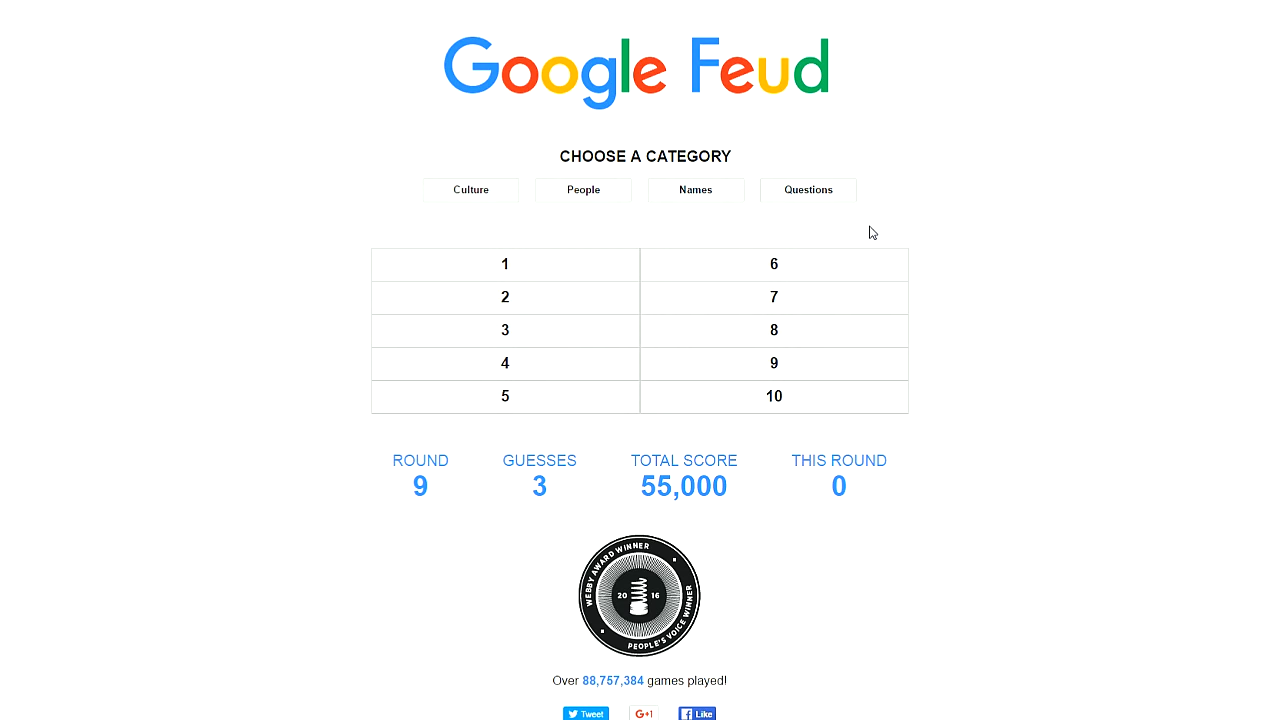 Google Feud
CHOOSE A CATEGORY
Culture People Names Questions
1 6
2 7
3 8
4 9
5 10
ROUND GUESSES TOTAL SCORE THIS ROUND
9 3 55,000 0
WEBBY AWARD WINNER
20 16
PEOPLE'S VOICE WINNER
Over 88,757,384 games played!
Tweet G+1 Like